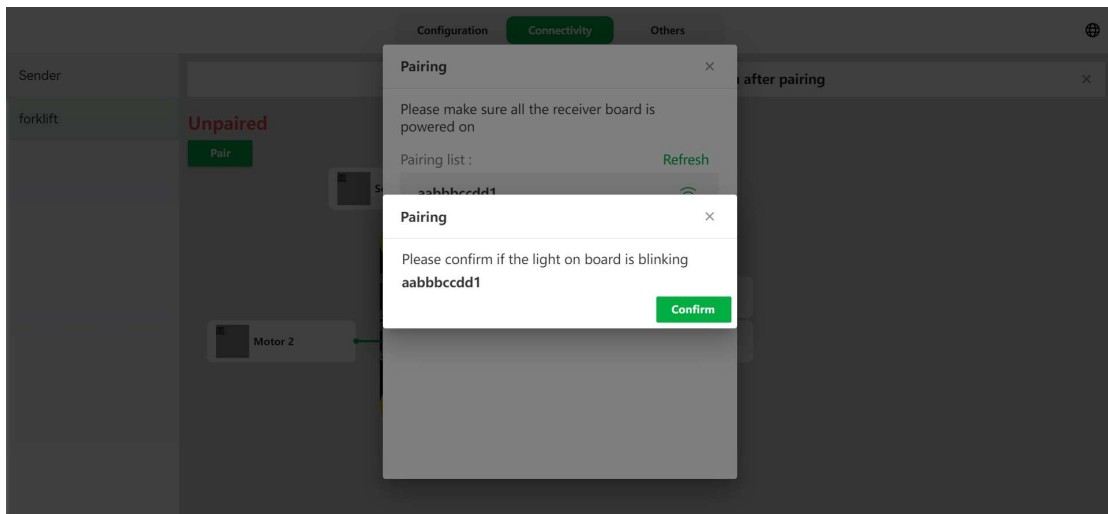 Configuration
Connectivity
Others
Sender
forklift
after pairing
Unpaired
Pair
Pairing
Please make sure all the receiver board is
powered on
Pairing list :
Refresh
aabbbccdd1
Pairing
Please confirm if the light on board is blinking
aabbbccdd1
Confirm
Motor 2